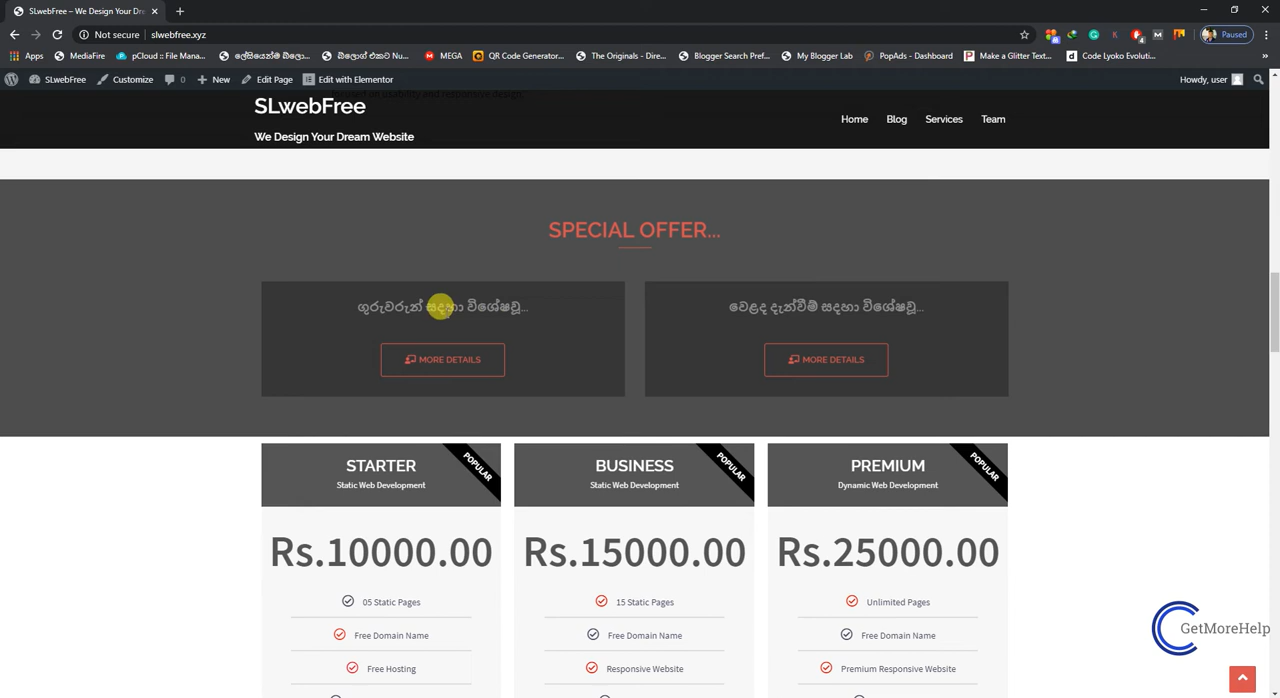 SLwebFree – We Design Your Dre
Not secure slwebfree.xyz Paused
Apps MediaFire pCloud :: File Mana... ලේසියෙන්ම බ්ලො... බ්ලොග් එකට Nu... MEGA QR Code Generator... The Originals - Dire... Blogger Search Pref... My Blogger Lab PopAds - Dashboard Make a Glitter Text... Code Lyoko Evoluti...
SLwebFree Customize 0 New Edit Page Edit with Elementor Howdy, user
SLwebFree
We Design Your Dream Website
Home Blog Services Team
SPECIAL OFFER...
ගුරුවරුන් සදහා විශේෂවූ...
MORE DETAILS
වෙළද දැන්වීම් සදහා විශේෂවූ...
MORE DETAILS
STARTER
Static Web Development
POPULAR
Rs.10000.00
05 Static Pages
Free Domain Name
Free Hosting
BUSINESS
Static Web Development
POPULAR
Rs.15000.00
15 Static Pages
Free Domain Name
Responsive Website
PREMIUM
Dynamic Web Development
POPULAR
Rs.25000.00
Unlimited Pages
Free Domain Name
Premium Responsive Website
GetMoreHelp